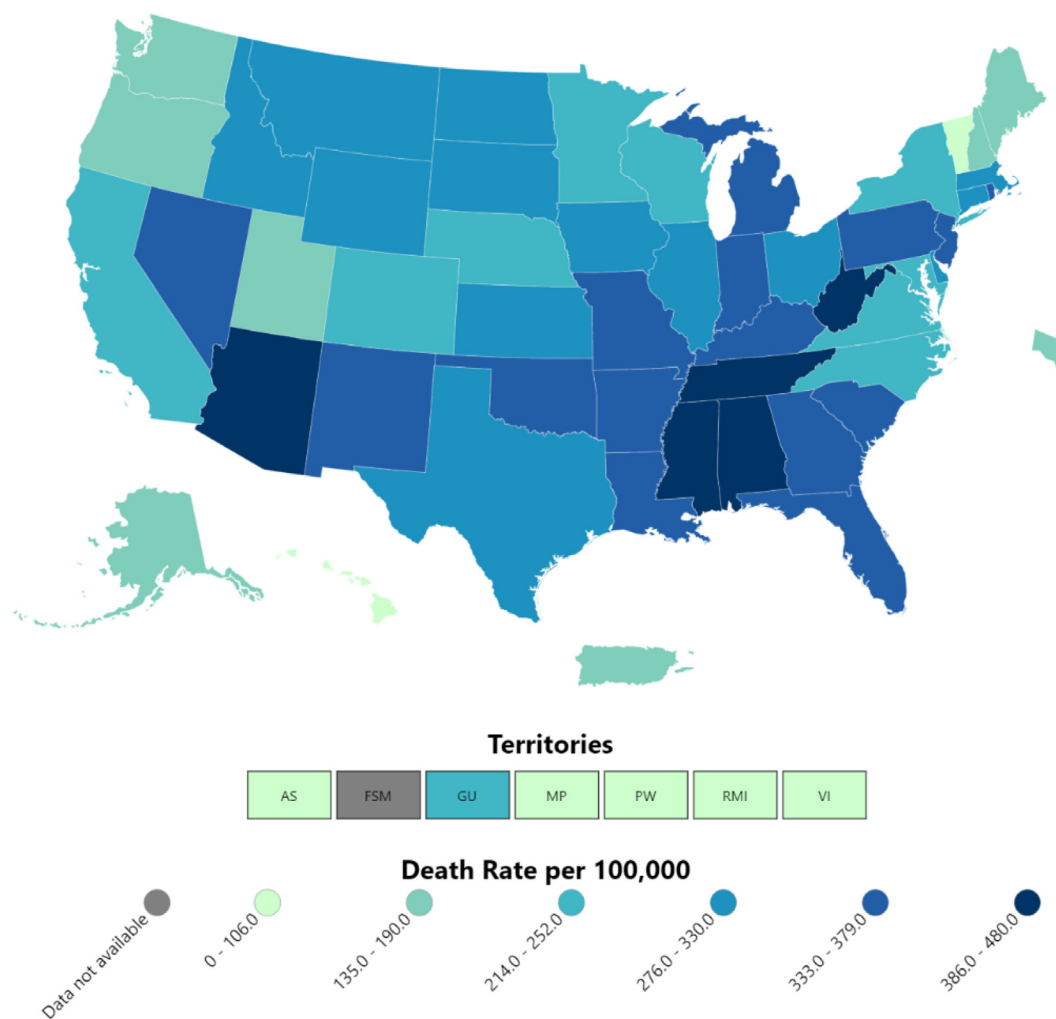 Territories
AS FSM GU MP PW RMI VI
Death Rate per 100,000
Data not available
0 - 106.0
135.0 - 190.0
214.0 - 252.0
276.0 - 330.0
333.0 - 379.0
386.0 - 480.0